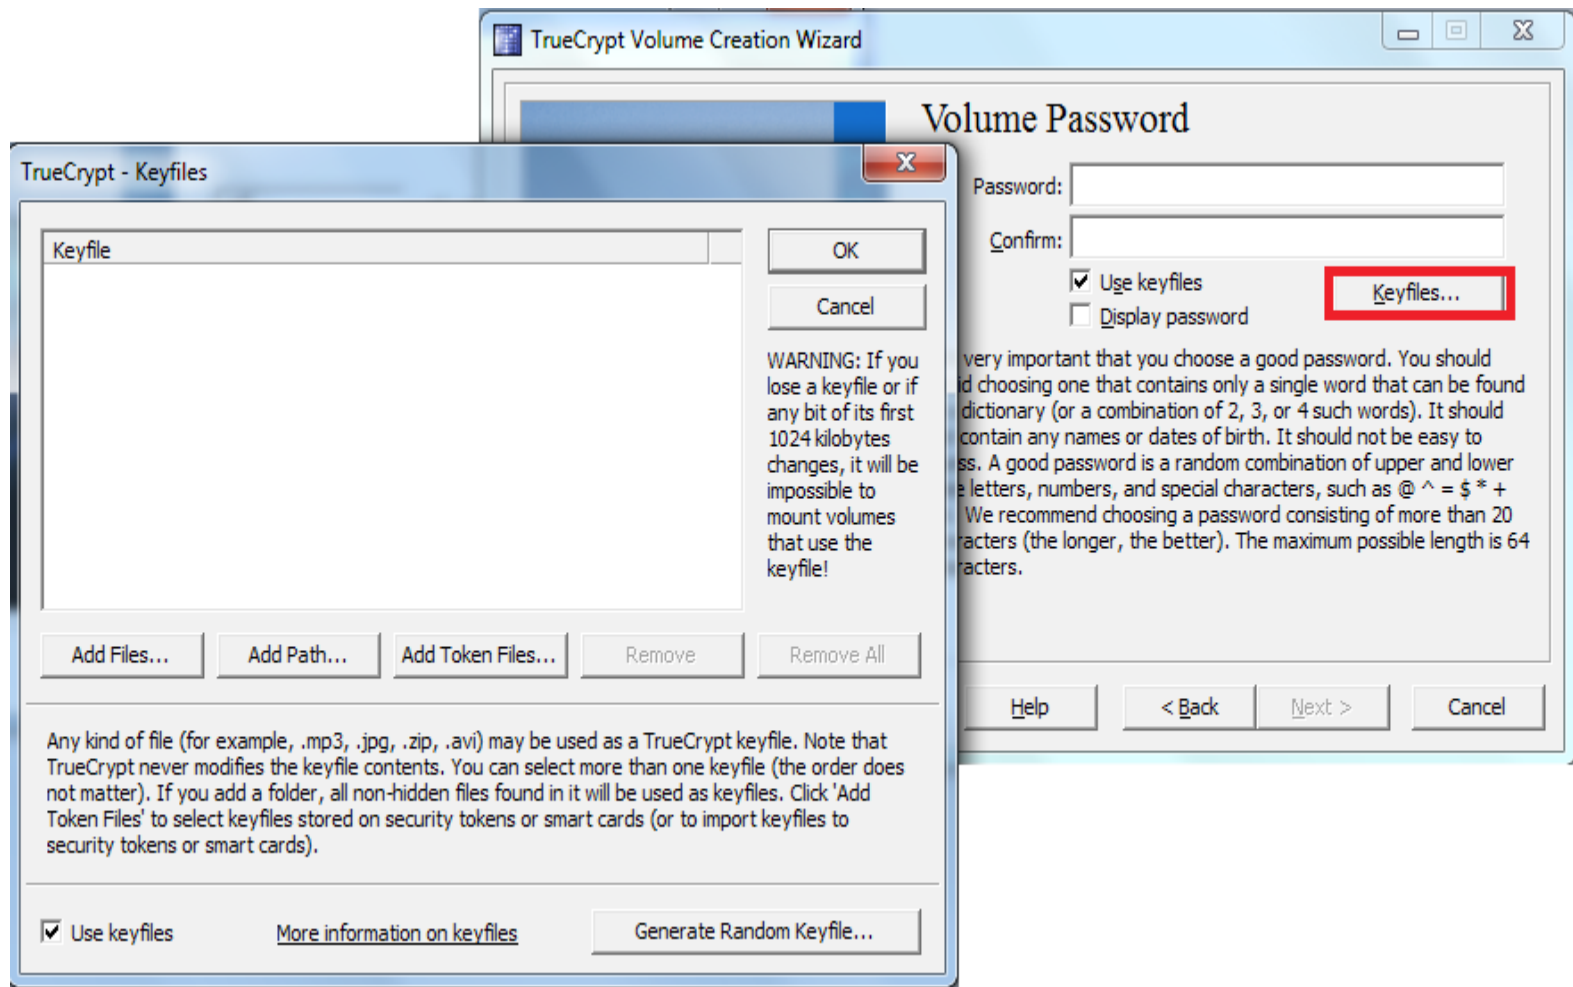 TrueCrypt Volume Creation Wizard
Volume Password
Password:
Confirm:
Use keyfiles
Keyfiles...
Display password
very important that you choose a good password. You should
choosing one that contains only a single word that can be found
dictionary (or a combination of 2, 3, or 4 such words). It should
contain any names or dates of birth. It should not be easy to
A good password is a random combination of upper and lower
letters, numbers, and special characters, such as @ ^ = $ * +
We recommend choosing a password consisting of more than 20
(the longer, the better). The maximum possible length is 64
Help
< Back
Next >
Cancel
TrueCrypt - Keyfiles
Keyfile
OK
Cancel
WARNING: If you
lose a keyfile or if
any bit of its first
1024 kilobytes
changes, it will be
impossible to
mount volumes
that use the
keyfile!
Add Files...
Add Path...
Add Token Files...
Remove
Remove All
Any kind of file (for example, .mp3, .jpg, .zip, .avi) may be used as a TrueCrypt keyfile. Note that
TrueCrypt never modifies the keyfile contents. You can select more than one keyfile (the order does
not matter). If you add a folder, all non-hidden files found in it will be used as keyfiles. Click 'Add
Token Files' to select keyfiles stored on security tokens or smart cards (or to import keyfiles to
security tokens or smart cards).
Use keyfiles
More information on keyfiles
Generate Random Keyfile...